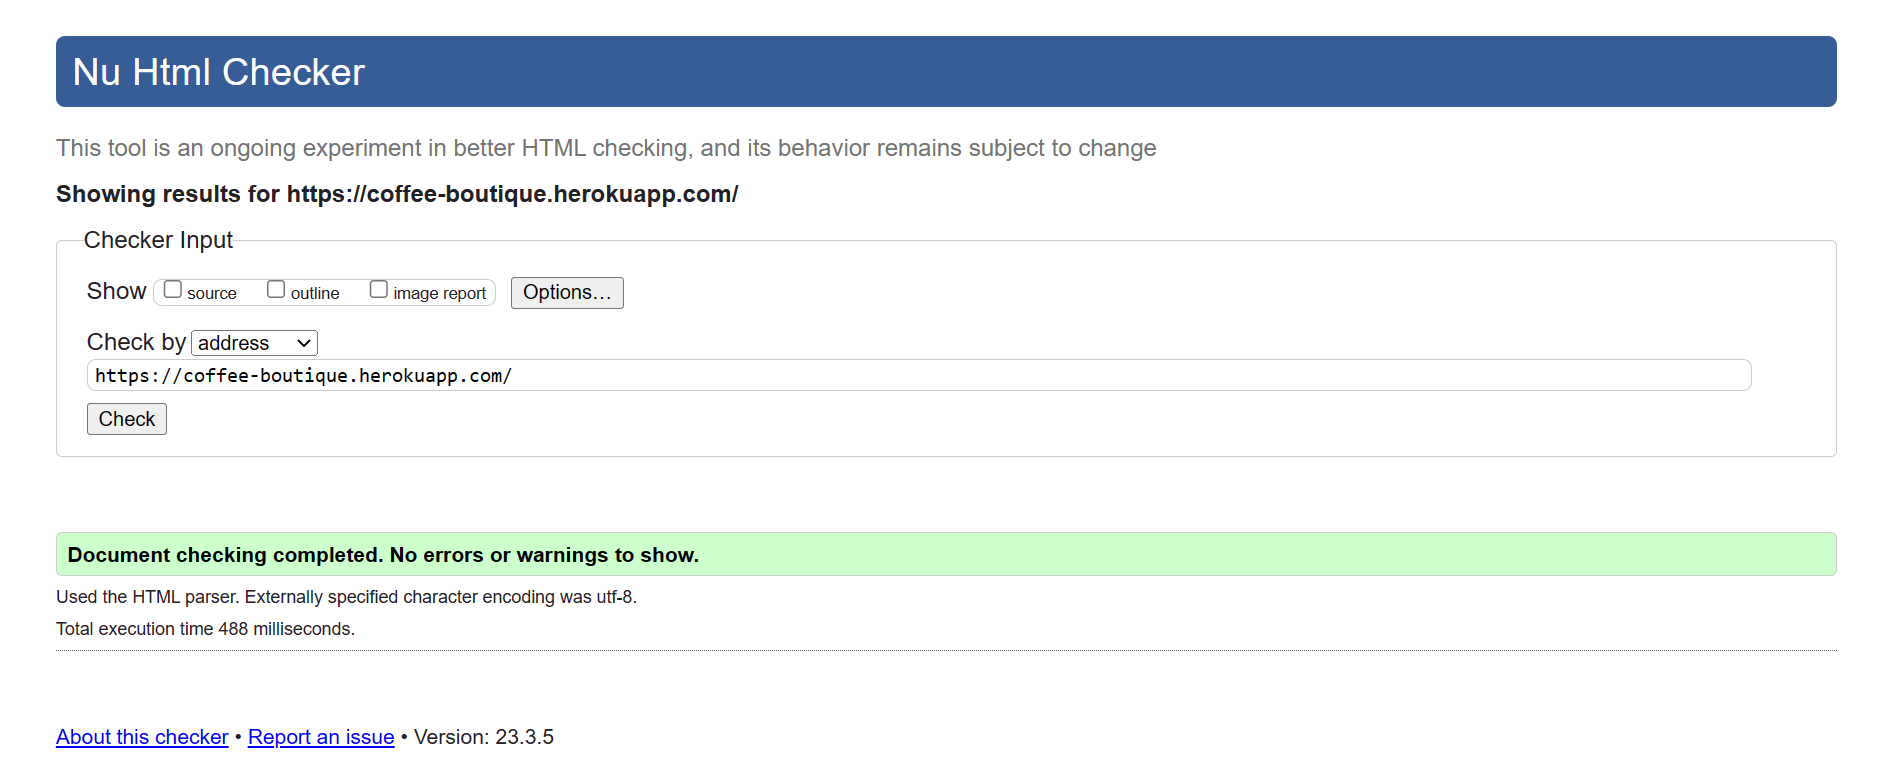 Nu Html Checker
This tool is an ongoing experiment in better HTML checking, and its behavior remains subject to change
Showing results for https://coffee-boutique.herokuapp.com/
Checker Input
Show source outline image report Options...
Check by address
https://coffee-boutique.herokuapp.com/
Check
Document checking completed. No errors or warnings to show.
Used the HTML parser. Externally specified character encoding was utf-8.
Total execution time 488 milliseconds.
About this checker • Report an issue • Version: 23.3.5